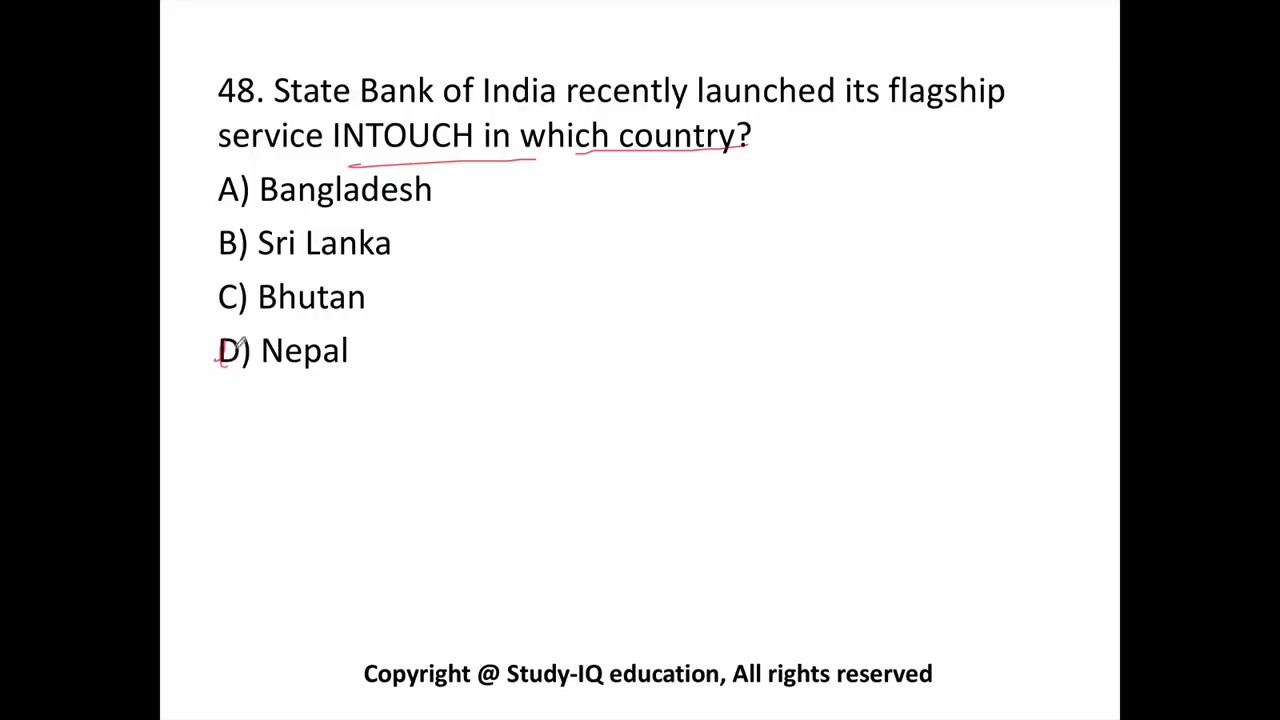 48. State Bank of India recently launched its flagship
service INTOUCH in which country?
A) Bangladesh
B) Sri Lanka
C) Bhutan
D) Nepal
Copyright @ Study-IQ education, All rights reserved